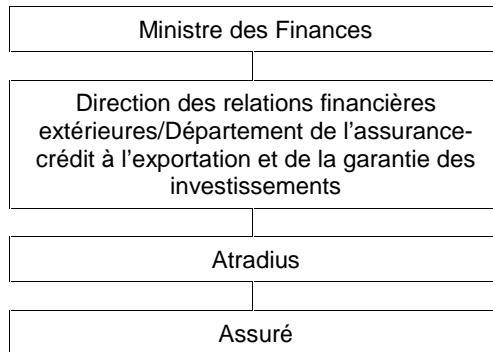 Ministre des Finances
Direction des relations financières
extérieures/Département de l’assurance-
crédit à l’exportation et de la garantie des
investissements
Atradius
Assuré